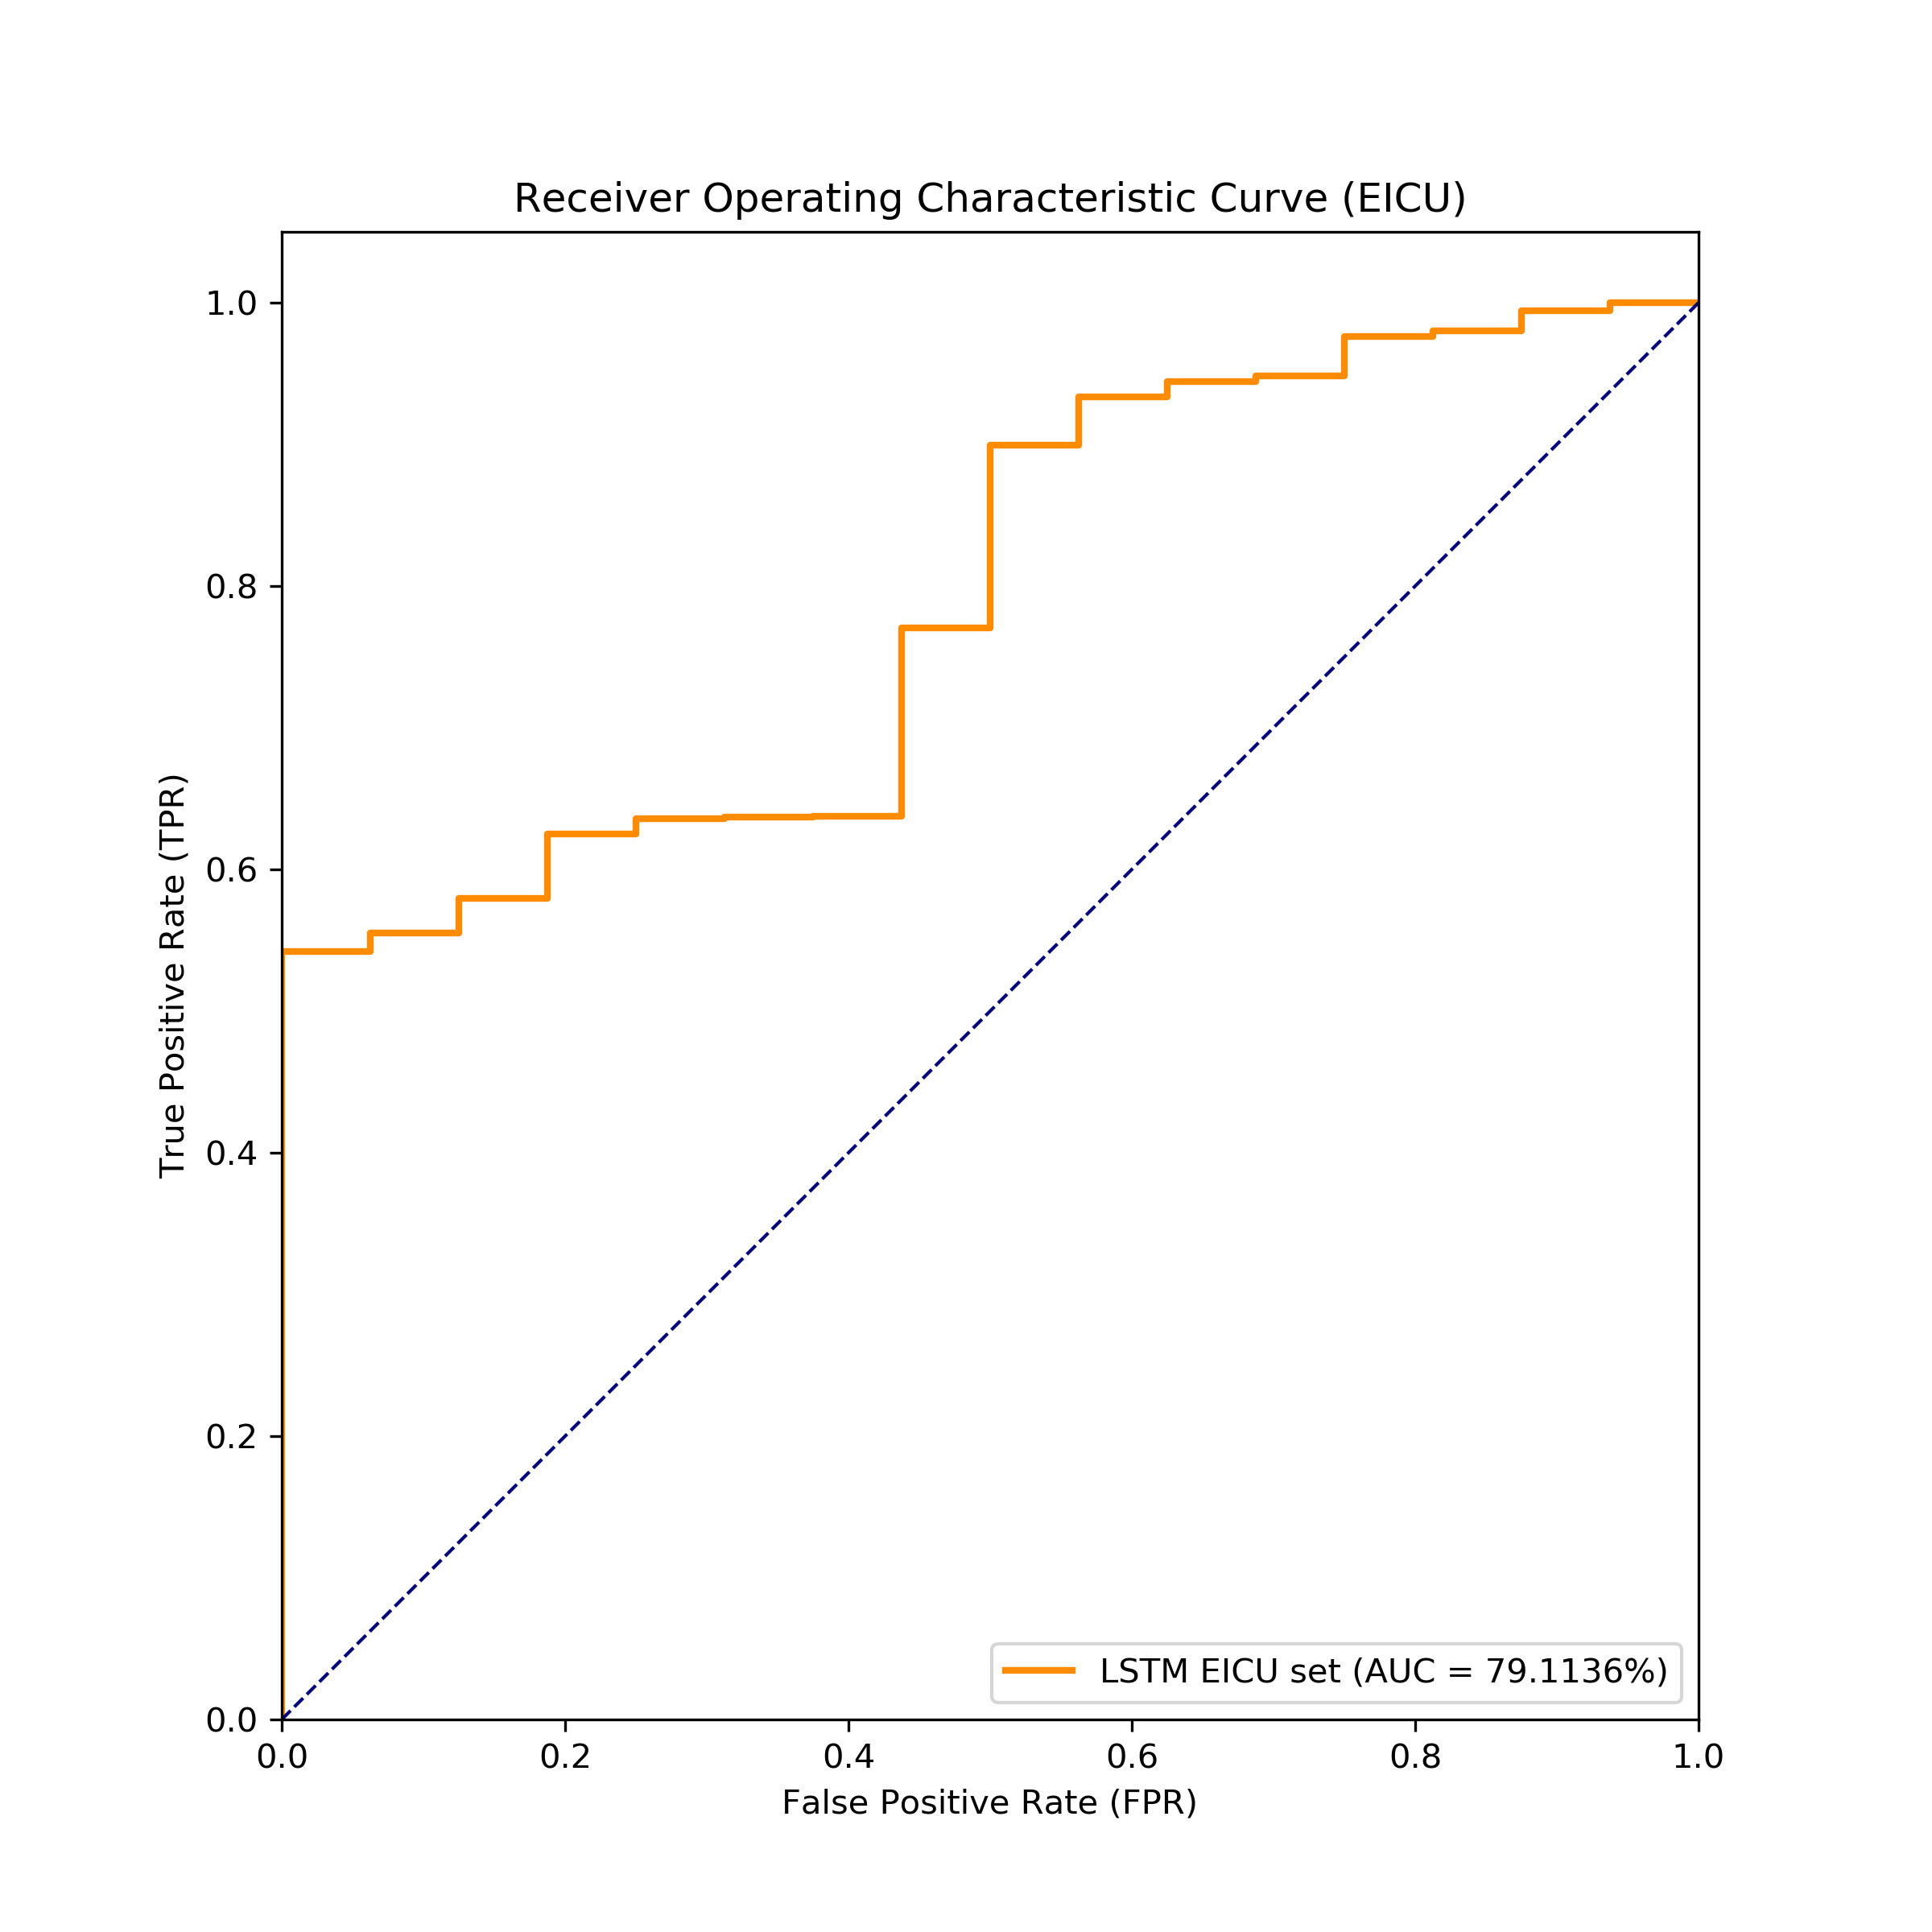 Receiver Operating Characteristic Curve (EICU)
True Positive Rate (TPR)
1.0
0.8
0.6
0.4
0.2
0.0
LSTM EICU set (AUC = 79.1136%)
0.0 0.2 0.4 0.6 0.8 1.0
False Positive Rate (FPR)